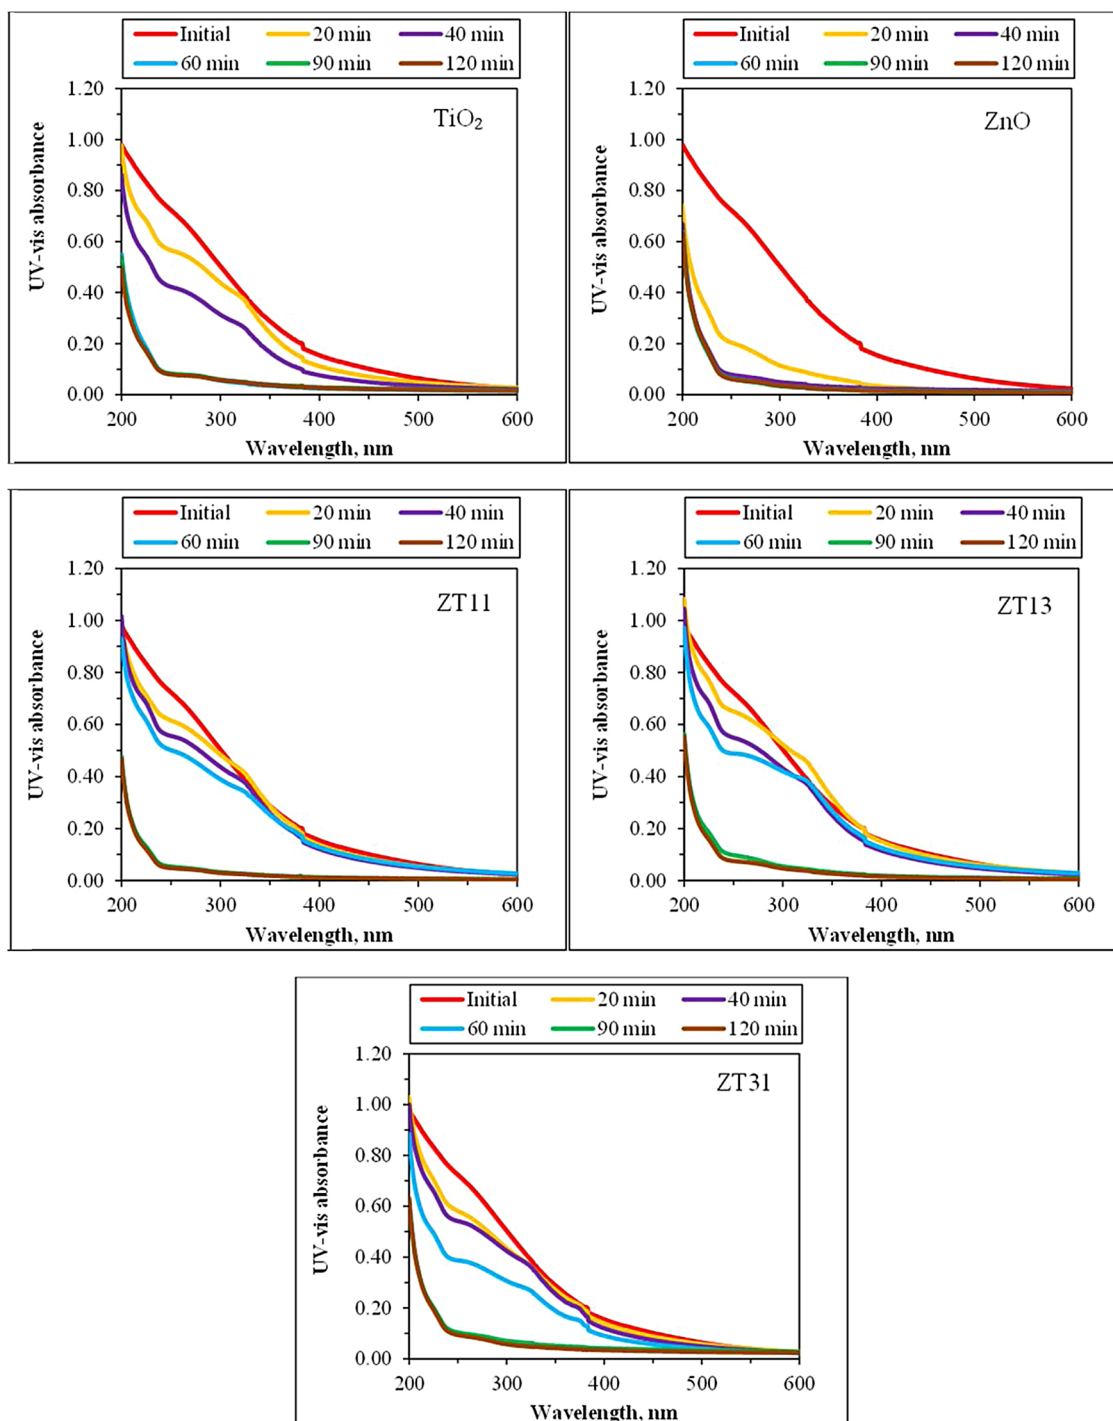 Initial 20 min 40 min
60 min 90 min 120 min
1.20
1.00
0.80
0.60
0.40
0.20
0.00
UV-vis absorbance
TiO₂
200 300 400 500 600
Wavelength, nm
Initial 20 min 40 min
60 min 90 min 120 min
1.20
1.00
0.80
0.60
0.40
0.20
0.00
UV-vis absorbance
ZnO
200 300 400 500 600
Wavelength, nm
Initial 20 min 40 min
60 min 90 min 120 min
1.20
1.00
0.80
0.60
0.40
0.20
0.00
UV-vis absorbance
ZT11
200 300 400 500 600
Wavelength, nm
Initial 20 min 40 min
60 min 90 min 120 min
1.20
1.00
0.80
0.60
0.40
0.20
0.00
UV-vis absorbance
ZT13
200 300 400 500 600
Wavelength, nm
Initial 20 min 40 min
60 min 90 min 120 min
1.20
1.00
0.80
0.60
0.40
0.20
0.00
UV-vis absorbance
ZT31
200 300 400 500 600
Wavelength, nm